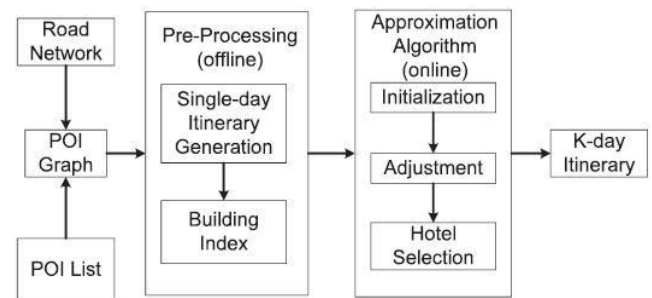 Road
Network
POI
Graph
POI List
Pre-Processing
(offline)
Single-day
Itinerary
Generation
Building
Index
Approximation
Algorithm
(online)
Initialization
Adjustment
Hotel
Selection
K-day
Itinerary